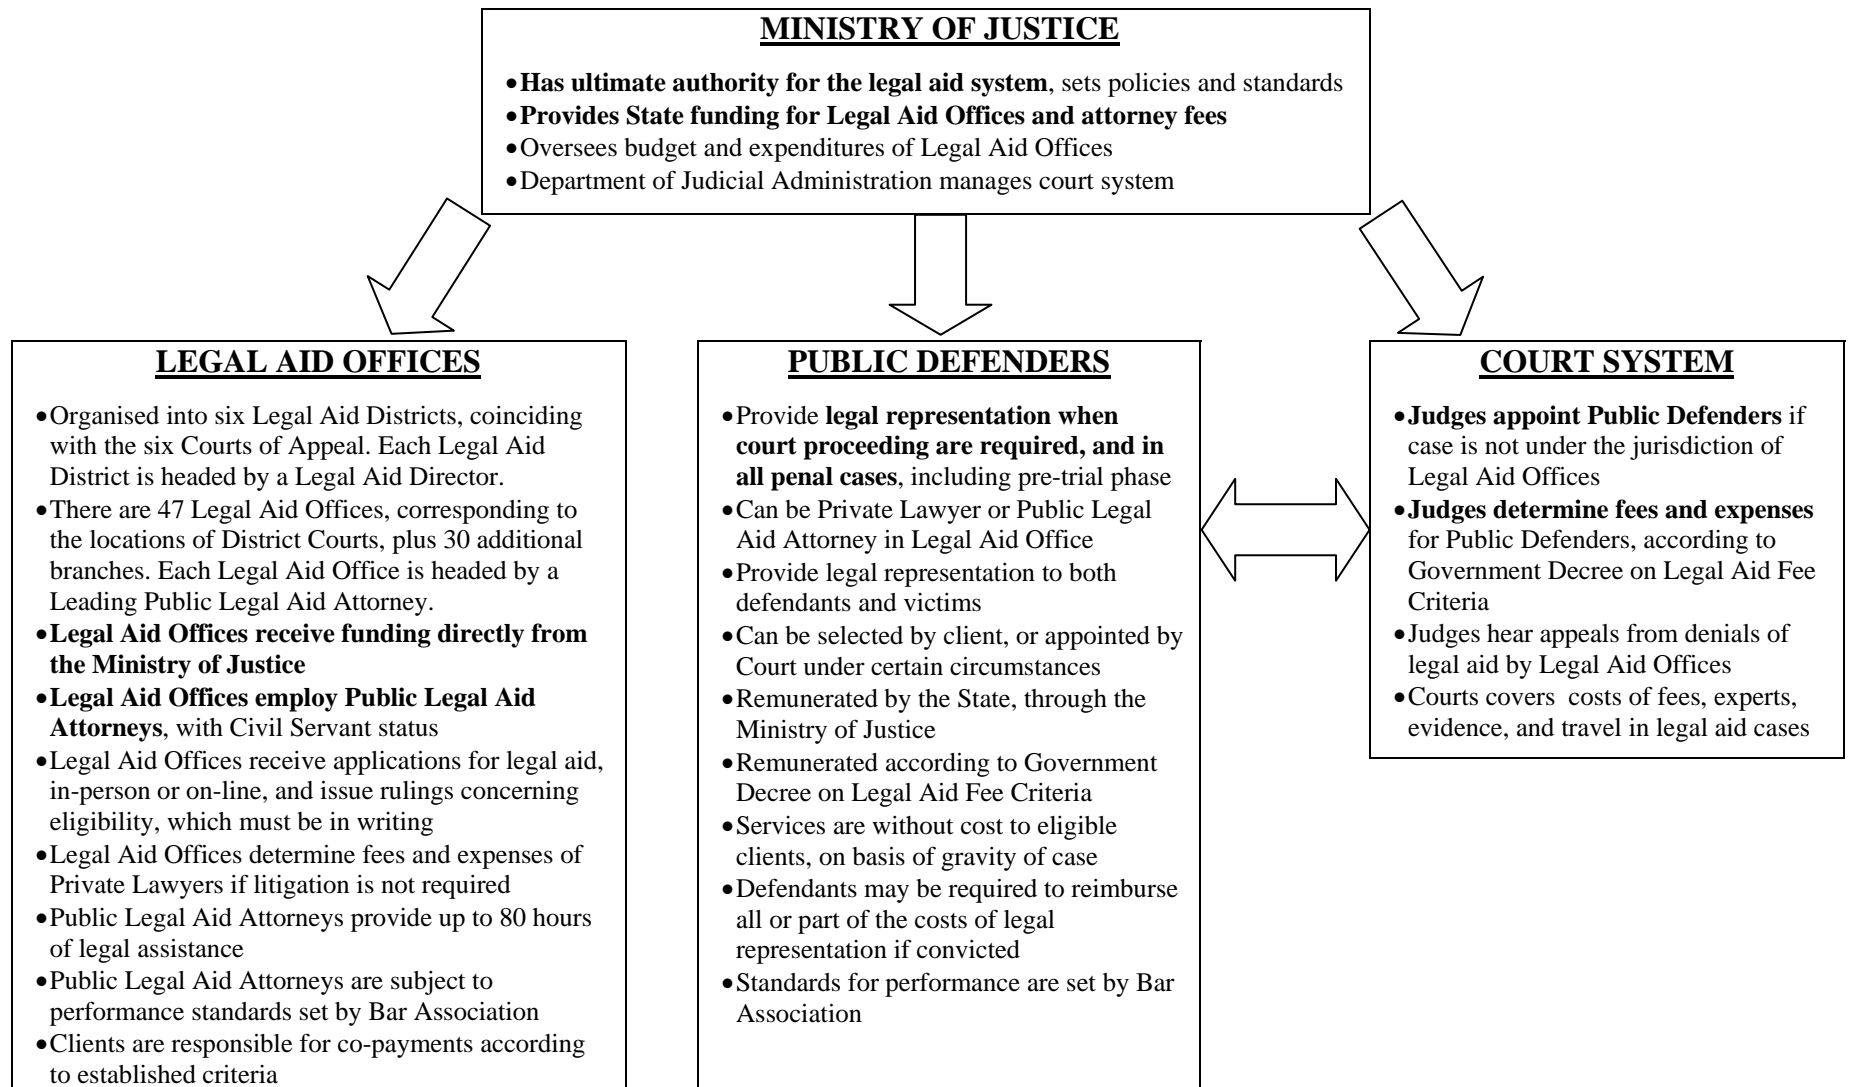 MINISTRY OF JUSTICE
•Has ultimate authority for the legal aid system, sets policies and standards
•Provides State funding for Legal Aid Offices and attorney fees
•Oversees budget and expenditures of Legal Aid Offices
•Department of Judicial Administration manages court system
LEGAL AID OFFICES
•Organised into six Legal Aid Districts, coinciding
with the six Courts of Appeal. Each Legal Aid
District is headed by a Legal Aid Director.
•There are 47 Legal Aid Offices, corresponding to
the locations of District Courts, plus 30 additional
branches. Each Legal Aid Office is headed by a
Leading Public Legal Aid Attorney.
•Legal Aid Offices receive funding directly from
the Ministry of Justice
•Legal Aid Offices employ Public Legal Aid
Attorneys, with Civil Servant status
•Legal Aid Offices receive applications for legal aid,
in-person or on-line, and issue rulings concerning
eligibility, which must be in writing
•Legal Aid Offices determine fees and expenses of
Private Lawyers if litigation is not required
•Public Legal Aid Attorneys provide up to 80 hours
of legal assistance
•Public Legal Aid Attorneys are subject to
performance standards set by Bar Association
•Clients are responsible for co-payments according
to established criteria
PUBLIC DEFENDERS
•Provide legal representation when
court proceeding are required, and in
all penal cases, including pre-trial phase
•Can be Private Lawyer or Public Legal
Aid Attorney in Legal Aid Office
•Provide legal representation to both
defendants and victims
•Can be selected by client, or appointed by
Court under certain circumstances
•Remunerated by the State, through the
Ministry of Justice
•Remunerated according to Government
Decree on Legal Aid Fee Criteria
•Services are without cost to eligible
clients, on basis of gravity of case
•Defendants may be required to reimburse
all or part of the costs of legal
representation if convicted
•Standards for performance are set by Bar
Association
COURT SYSTEM
•Judges appoint Public Defenders if
case is not under the jurisdiction of
Legal Aid Offices
•Judges determine fees and expenses
for Public Defenders, according to
Government Decree on Legal Aid Fee
Criteria
•Judges hear appeals from denials of
legal aid by Legal Aid Offices
•Courts covers costs of fees, experts,
evidence, and travel in legal aid cases